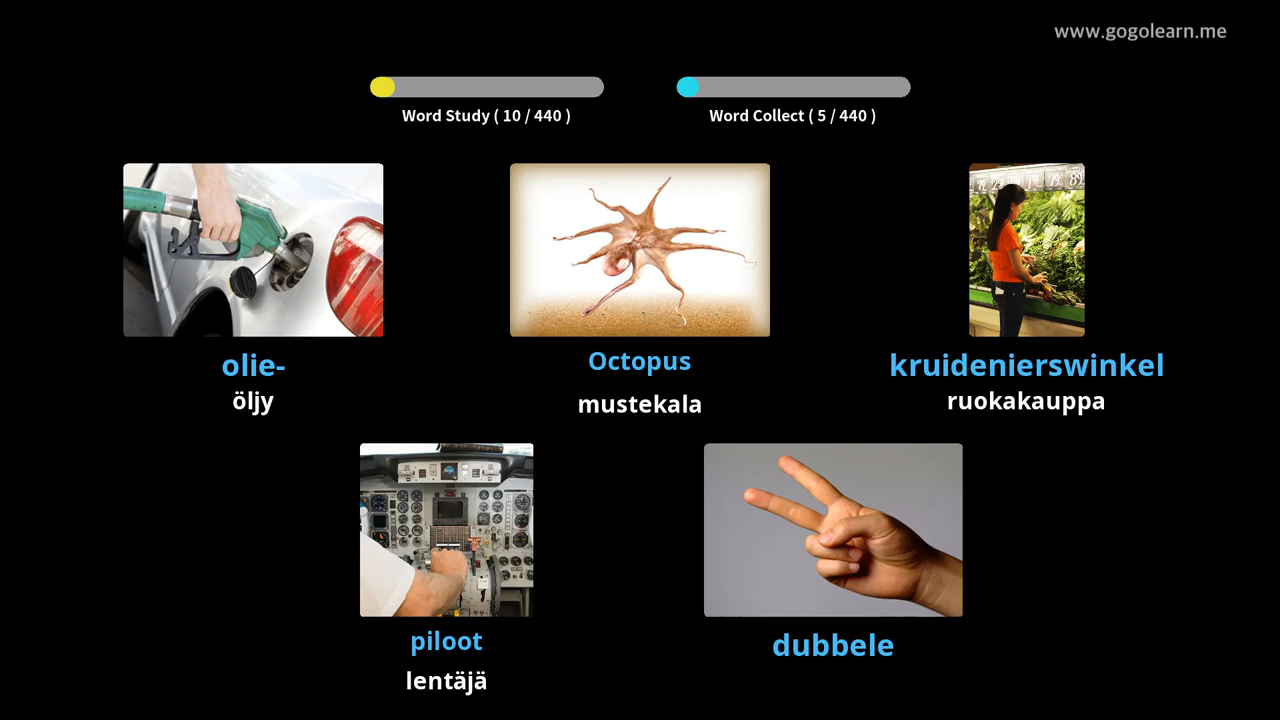 www.gogolearn.me
Word Study ( 10 / 440 )
Word Collect ( 5 / 440 )
olie-
öljy
Octopus
mustekala
kruidenierswinkel
ruokakauppa
piloot
lentäjä
dubbele